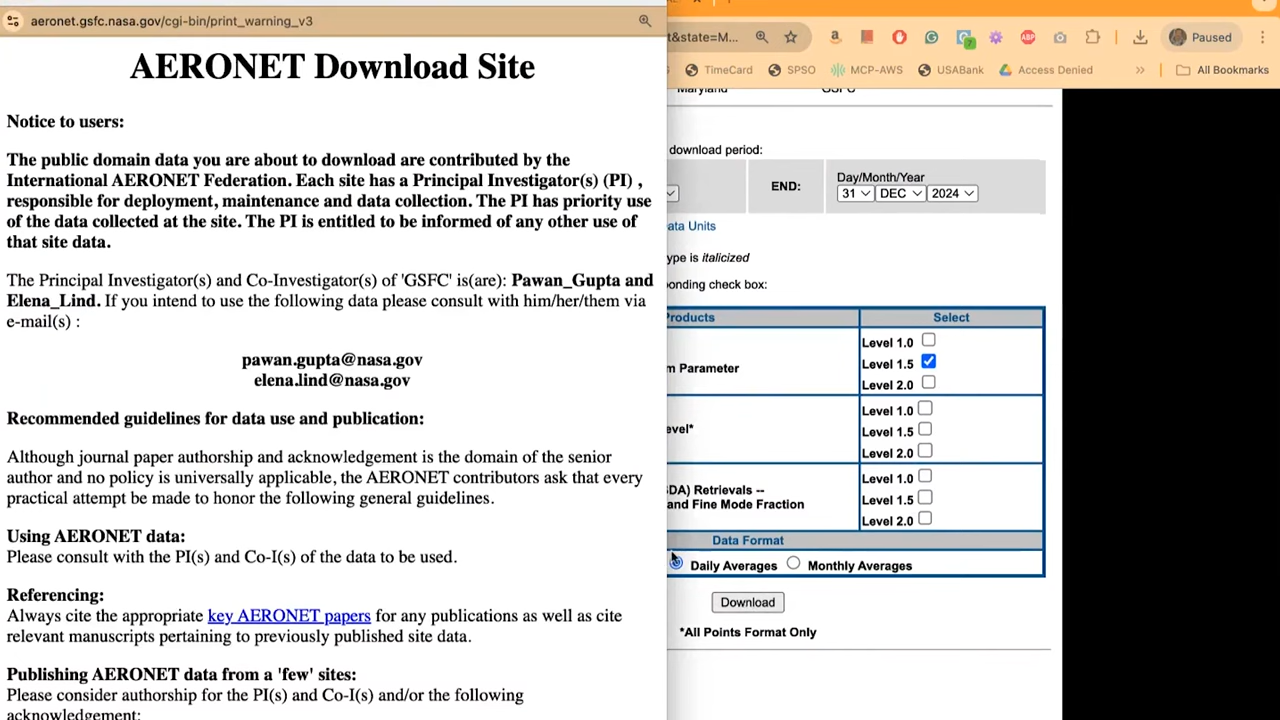 aeronet.gsfc.nasa.gov/cgi-bin/print_warning_v3
AERONET Download Site
Notice to users:
The public domain data you are about to download are contributed by the
International AERONET Federation. Each site has a Principal Investigator(s) (PI) ,
responsible for deployment, maintenance and data collection. The PI has priority use
of the data collected at the site. The PI is entitled to be informed of any other use of
that site data.
The Principal Investigator(s) and Co-Investigator(s) of 'GSFC' is(are): Pawan_Gupta and
Elena_Lind. If you intend to use the following data please consult with him/her/them via
e-mail(s) :
pawan.gupta@nasa.gov
elena.lind@nasa.gov
Recommended guidelines for data use and publication:
Although journal paper authorship and acknowledgement is the domain of the senior
author and no policy is universally applicable, the AERONET contributors ask that every
practical attempt be made to honor the following general guidelines.
Using AERONET data:
Please consult with the PI(s) and Co-I(s) of the data to be used.
Referencing:
Always cite the appropriate key AERONET papers for any publications as well as cite
relevant manuscripts pertaining to previously published site data.
Publishing AERONET data from a 'few' sites:
Please consider authorship for the PI(s) and Co-I(s) and/or the following
acknowledgement:
t&state=M...
7
ABP
Paused
TimeCard
SPSO
MCP-AWS
USABank
Access Denied
»
All Bookmarks
Maryland GSFC
download period:
END:
Day/Month/Year
31 DEC 2024
ata Units
ype is italicized
onding check box:
Products Select
m Parameter
Level 1.0
Level 1.5
Level 2.0
evel*
Level 1.0
Level 1.5
Level 2.0
DA) Retrievals --
and Fine Mode Fraction
Level 1.0
Level 1.5
Level 2.0
Data Format
Daily Averages Monthly Averages
Download
*All Points Format Only